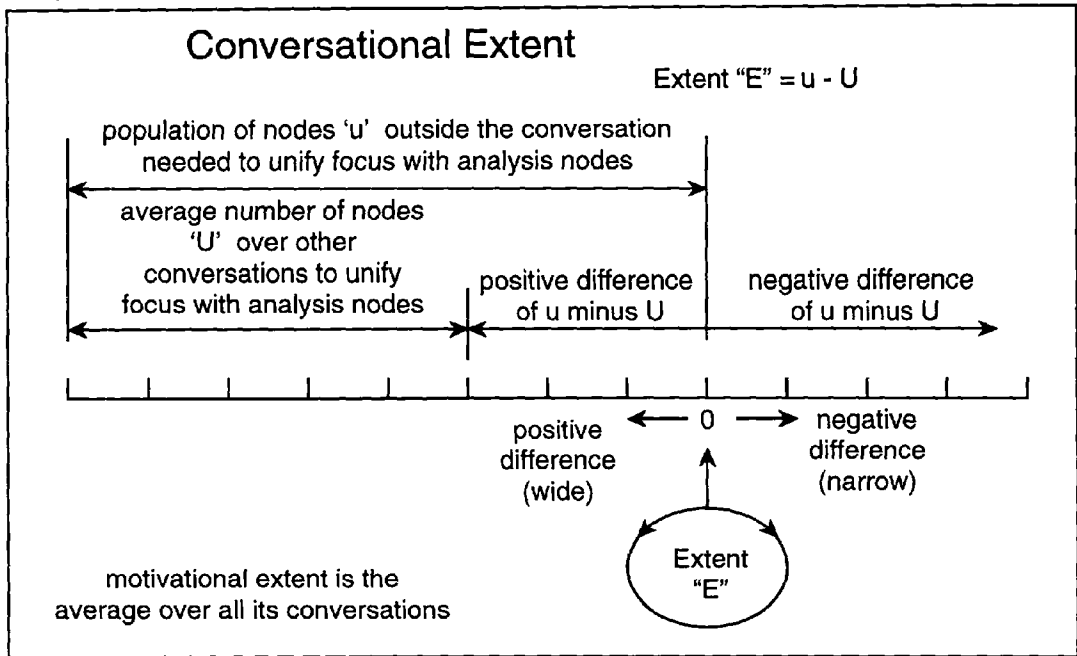 Conversational Extent
Extent “E” = u - U
population of nodes ‘u’ outside the conversation
needed to unify focus with analysis nodes
average number of nodes
‘U’ over other
conversations to unify
focus with analysis nodes
positive difference
of u minus U
negative difference
of u minus U
positive
difference
(wide)
0
negative
difference
(narrow)
Extent
“E”
motivational extent is the
average over all its conversations